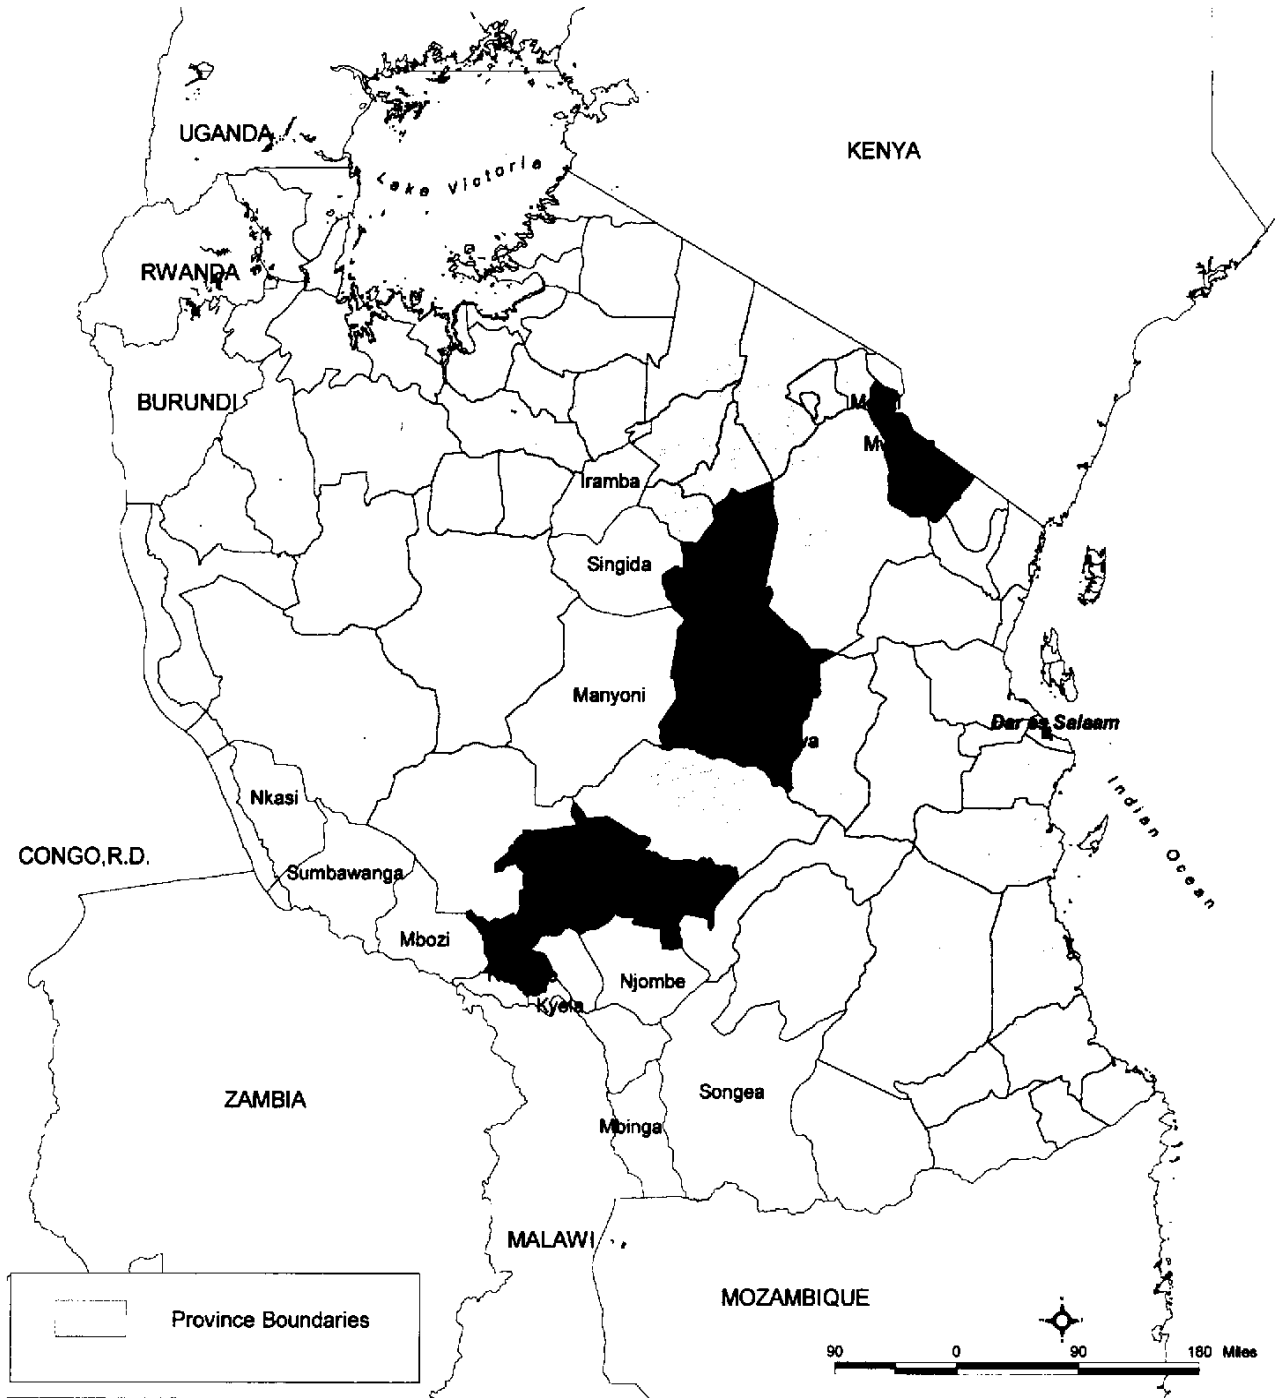 UGANDA
KENYA
Lake Victoria
RWANDA
BURUNDI
Iramba
Singida
Manyoni
Dar es Salaam
Nkasi
Indian Ocean
CONGO,R.D.
Sumbawanga
Mbozi
Njombe
Kyela
ZAMBIA
Songea
Mbinga
MALAWI
MOZAMBIQUE
Province Boundaries
90 0 90 180 Miles